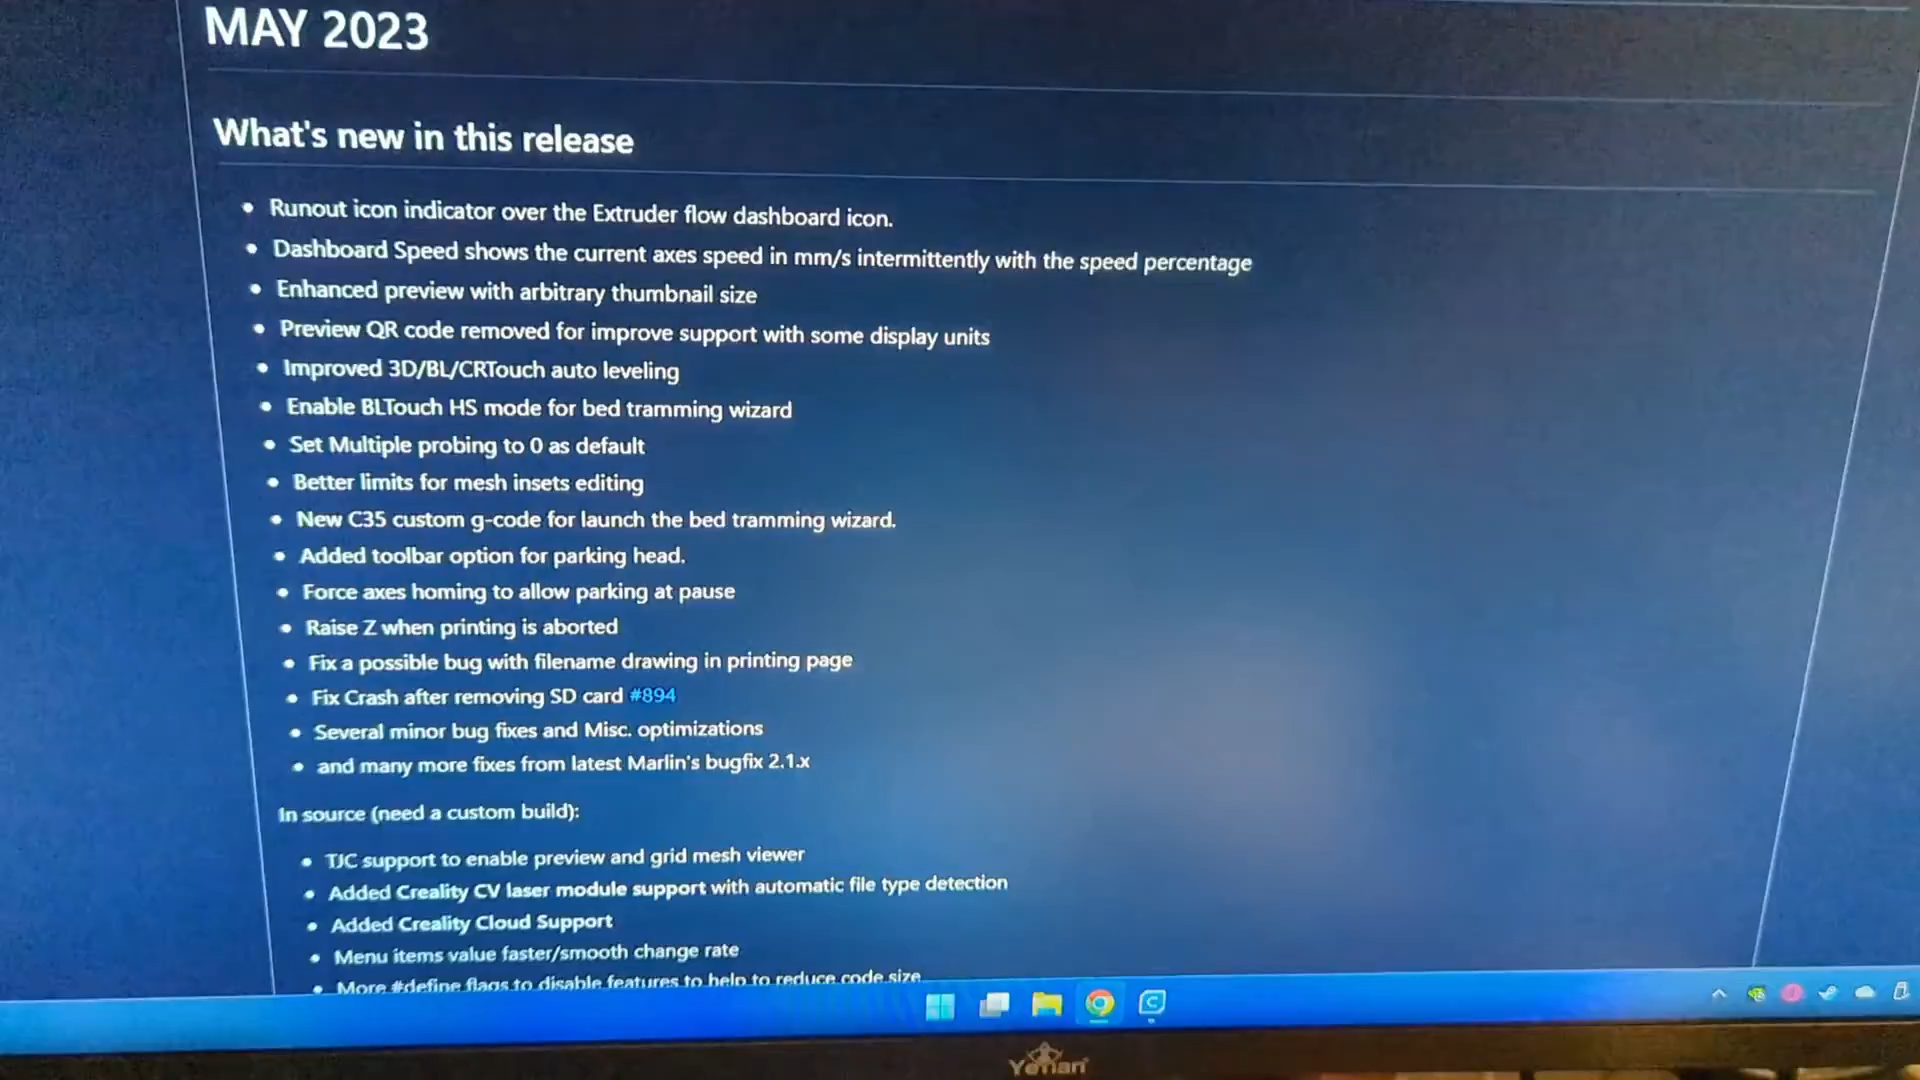 MAY 2023
What's new in this release
Runout icon indicator over the Extruder flow dashboard icon.
Dashboard Speed shows the current axes speed in mm/s intermittently with the speed percentage
Enhanced preview with arbitrary thumbnail size
Preview QR code removed for improve support with some display units
Improved 3D/BL/CRTouch auto leveling
Enable BLTouch HS mode for bed tramming wizard
Set Multiple probing to 0 as default
Better limits for mesh insets editing
New C35 custom g-code for launch the bed tramming wizard.
Added toolbar option for parking head.
Force axes homing to allow parking at pause
Raise Z when printing is aborted
Fix a possible bug with filename drawing in printing page
Fix Crash after removing SD card #894
Several minor bug fixes and Misc. optimizations
and many more fixes from latest Marlin's bugfix 2.1.x
In source (need a custom build):
TJC support to enable preview and grid mesh viewer
Added Creality CV laser module support with automatic file type detection
Added Creality Cloud Support
Menu items value faster/smooth change rate
More #define flags to disable features to help to reduce code size